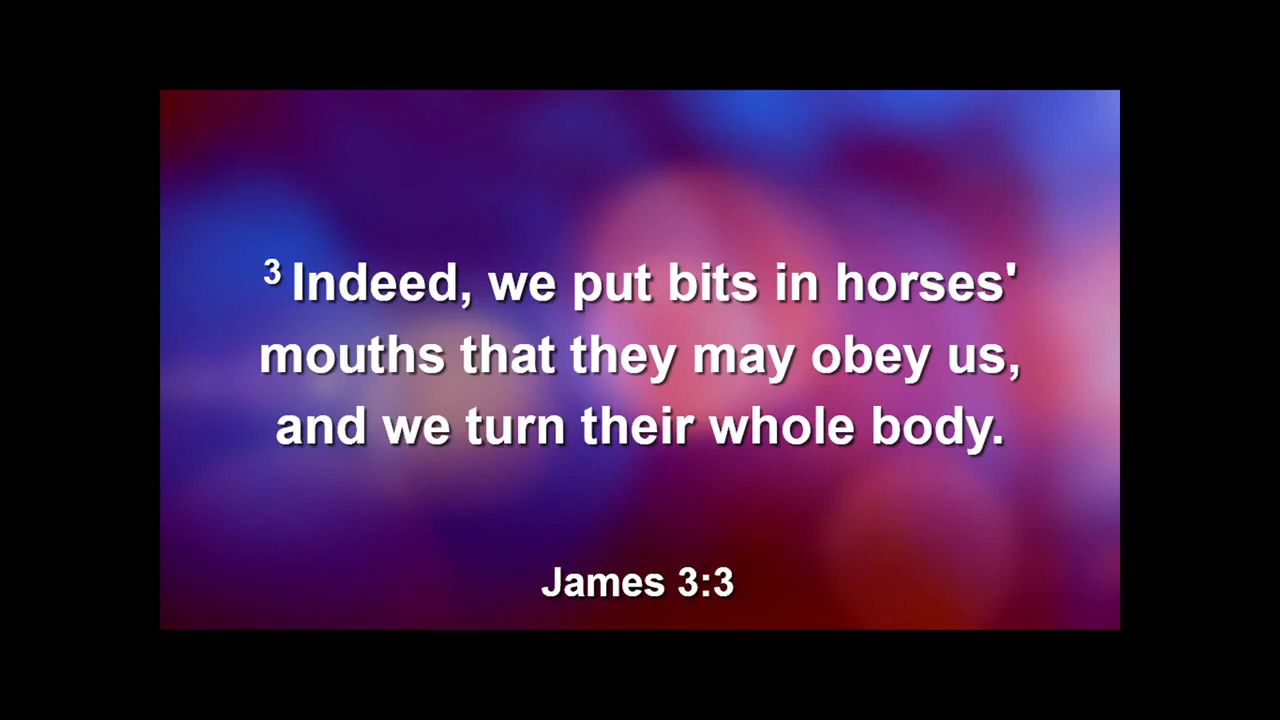 3 Indeed, we put bits in horses'
mouths that they may obey us,
and we turn their whole body.
James 3:3